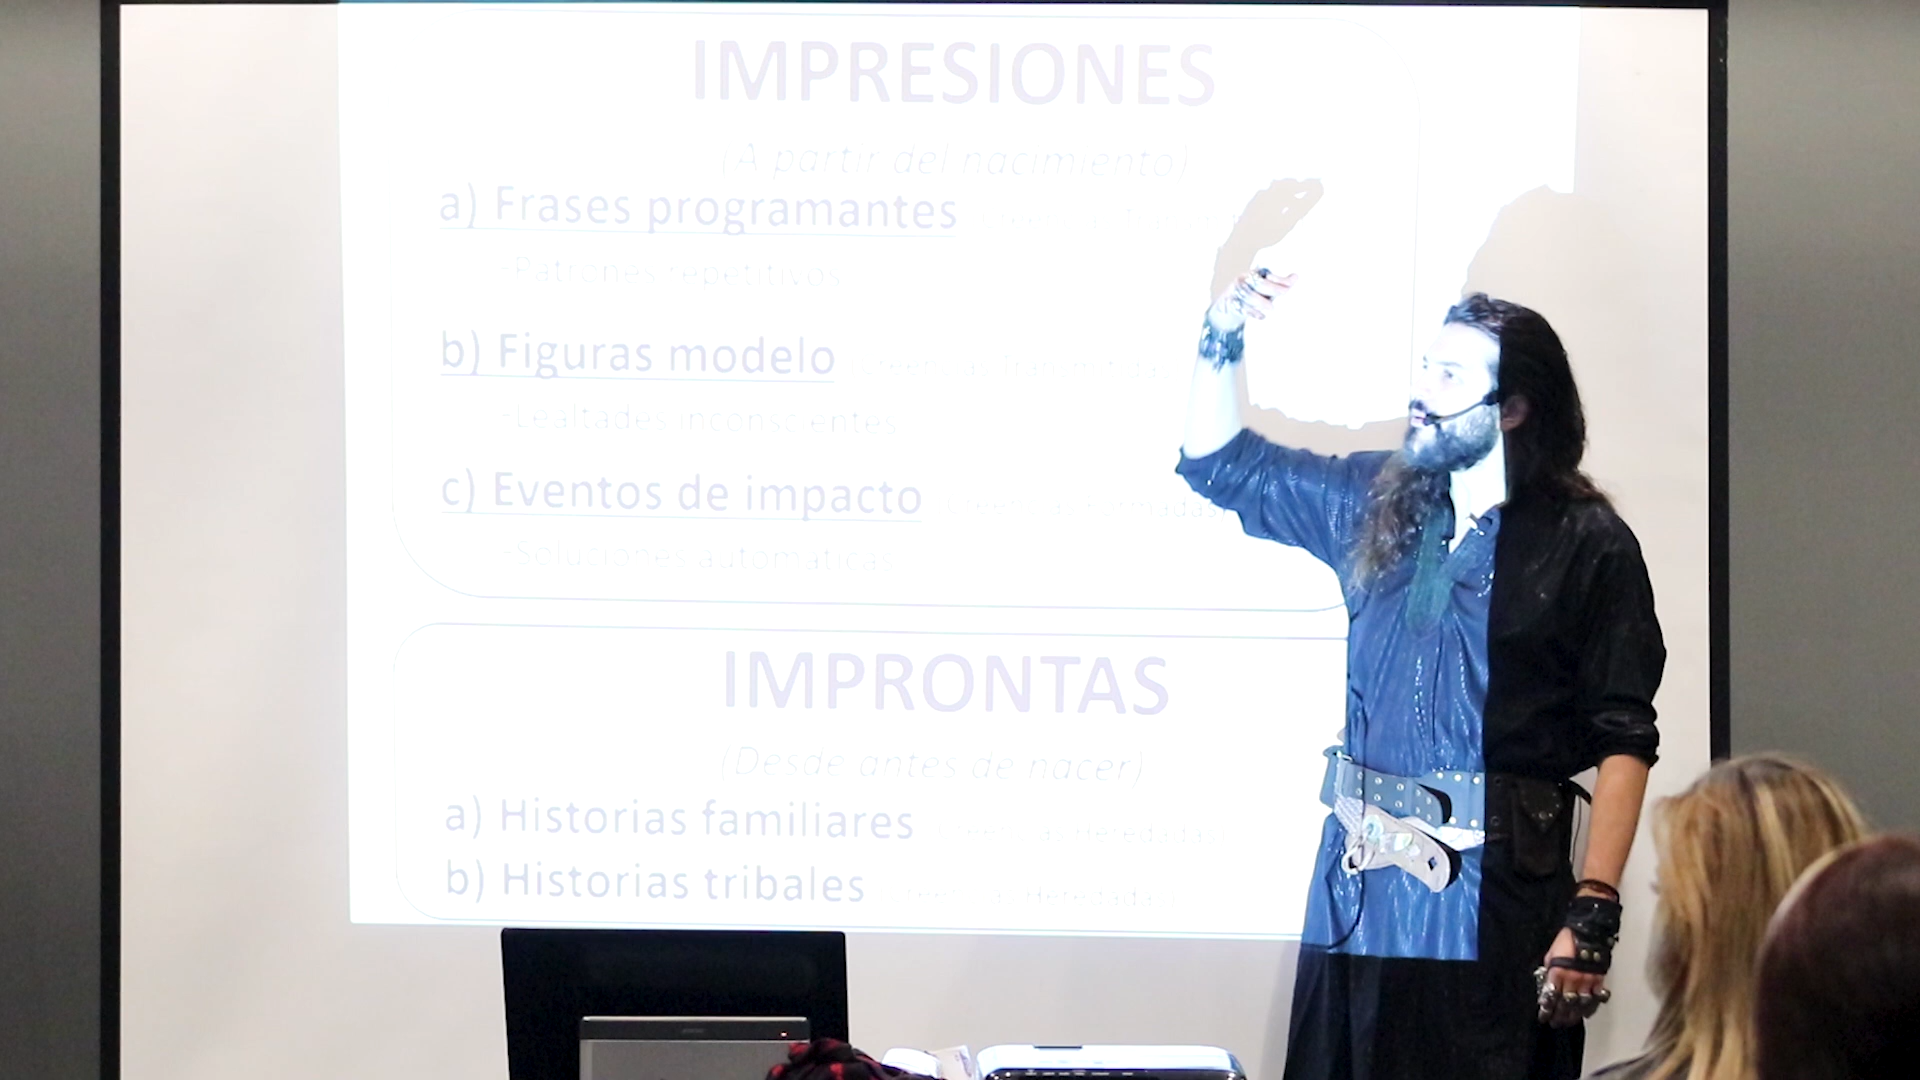 IMPRESIONES
(A partir del nacimiento)
a) Frases programantes
-Patrones repetitivos
b) Figuras modelo
-Lealtades inconscientes
c) Eventos de impacto
-Soluciones automaticas
IMPRONTAS
(Desde antes de nacer)
a) Historias familiares
b) Historias tribales